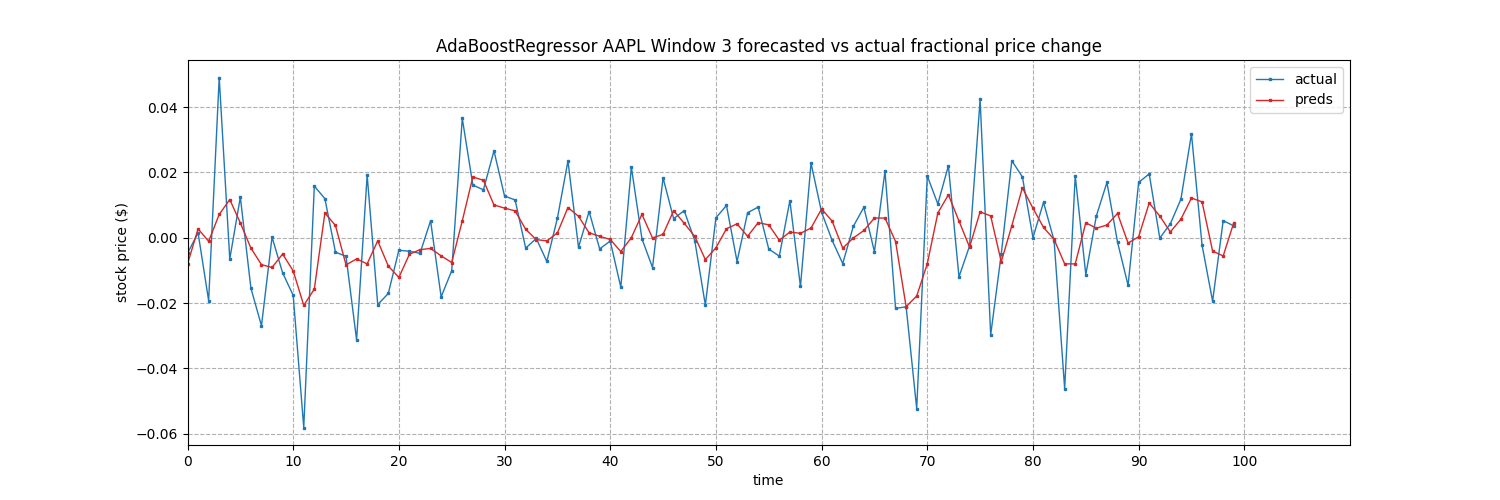 AdaBoostRegressor AAPL Window 3 forecasted vs actual fractional price change
actual
preds
0.04
0.02
0.00
−0.02
−0.04
−0.06
stock price ($)
0 10 20 30 40 50 60 70 80 90 100
time